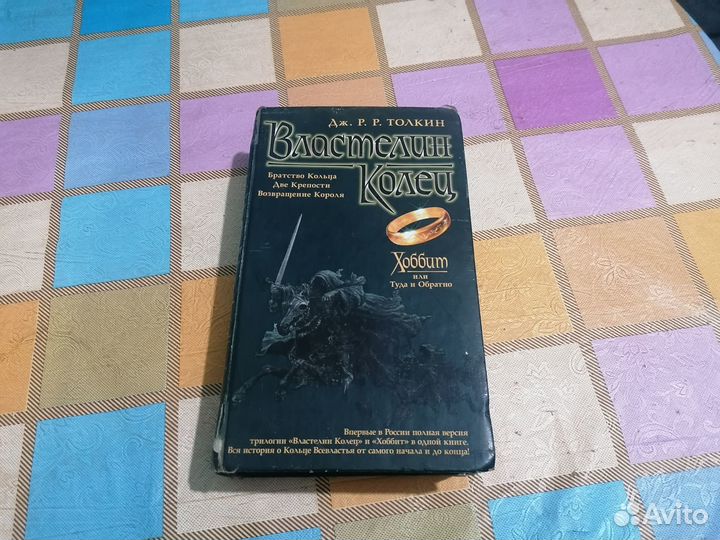 Дж. Р. Р. ТОЛКИН
Властелин
Колец
Братство Кольца
Две Крепости
Возвращение Короля
Хоббит
или
Туда и Обратно
Впервые в России полная версия
трилогии «Властелин Колец» и «Хоббит» в одной книге.
Вся история о Кольце Всевластья от самого начала и до конца!
Avito